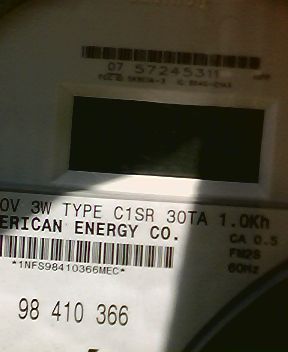 07 57245311
0V 3W TYPE C1SR 30TA 1.0Kh
ERICAN ENERGY CO.
CA 0.5
FM2S
60Hz
*1NFS98410366MEC*
98 410 366